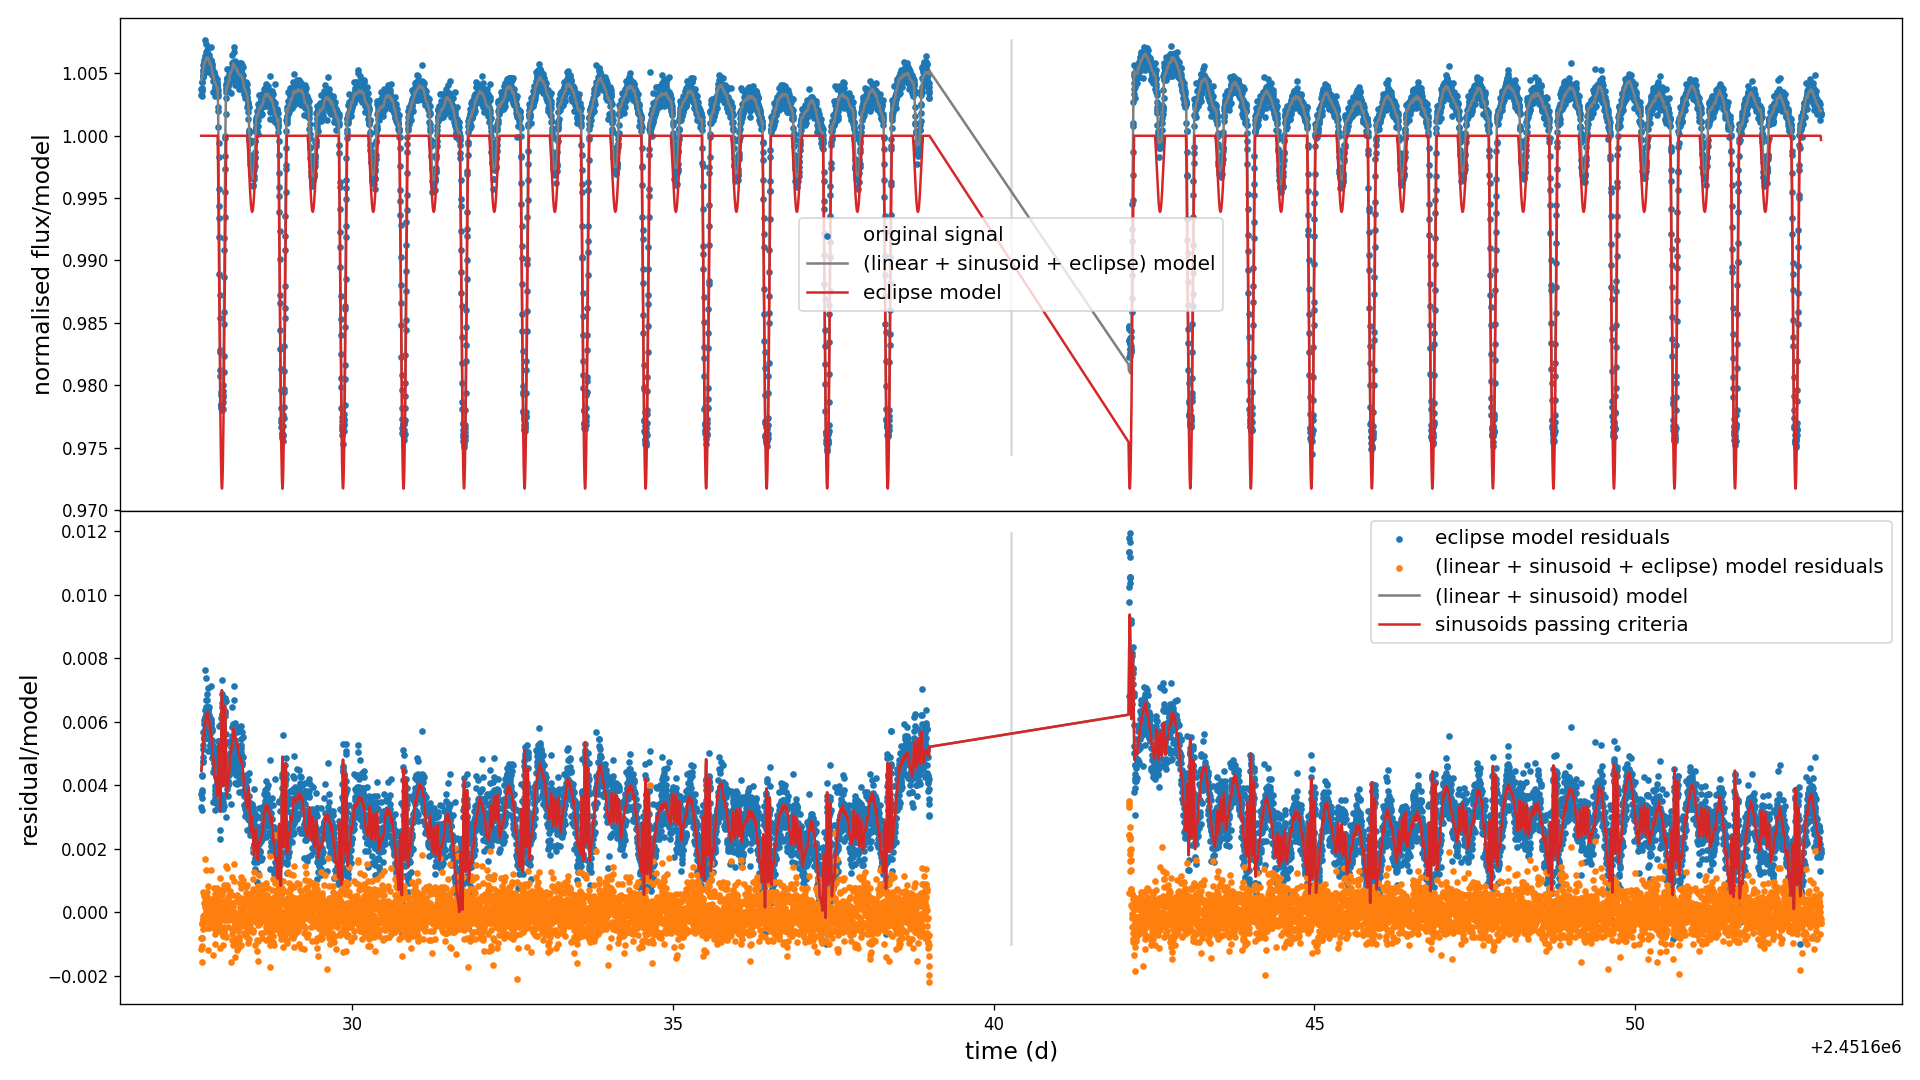 normalised flux/model
1.005
1.000
0.995
0.990
0.985
0.980
0.975
0.970
original signal
(linear + sinusoid + eclipse) model
eclipse model
residual/model
0.012
0.010
0.008
0.006
0.004
0.002
0.000
−0.002
eclipse model residuals
(linear + sinusoid + eclipse) model residuals
(linear + sinusoid) model
sinusoids passing criteria
30 35 40 45 50
time (d)
+2.4516e6